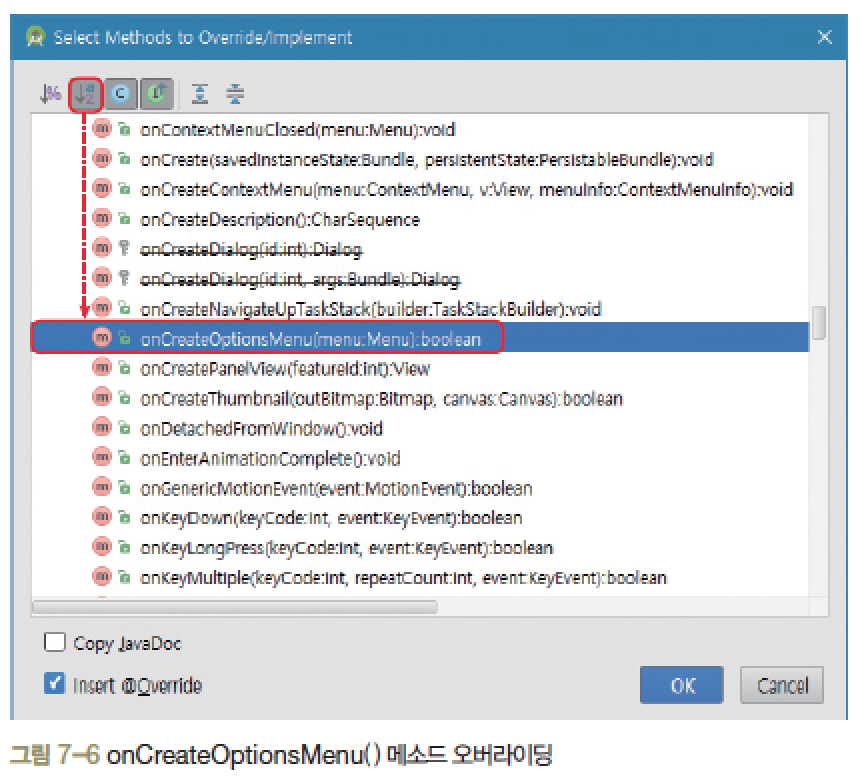 Select Methods to Override/Implement
onContextMenuClosed(menu:Menu):void
onCreate(savedInstanceState:Bundle, persistentState:PersistableBundle):void
onCreateContextMenu(menu:ContextMenu, v:View, menuInfo:ContextMenuInfo):void
onCreateDescription():CharSequence
onCreateDialog(id:int):Dialog
onCreateDialog(id:int, args:Bundle):Dialog
onCreateNavigateUpTaskStack(builder:TaskStackBuilder):void
onCreateOptionsMenu(menu:Menu):boolean
onCreatePanelView(featureId:int):View
onCreateThumbnail(outBitmap:Bitmap, canvas:Canvas):boolean
onDetachedFromWindow():void
onEnterAnimationComplete():void
onGenericMotionEvent(event:MotionEvent):boolean
onKeyDown(keyCode:int, event:KeyEvent):boolean
onKeyLongPress(keyCode:int, event:KeyEvent):boolean
onKeyMultiple(keyCode:int, repeatCount:int, event:KeyEvent):boolean
Copy JavaDoc
Insert @Override
OK Cancel
그림 7-6 onCreateOptionsMenu( ) 메소드 오버라이딩